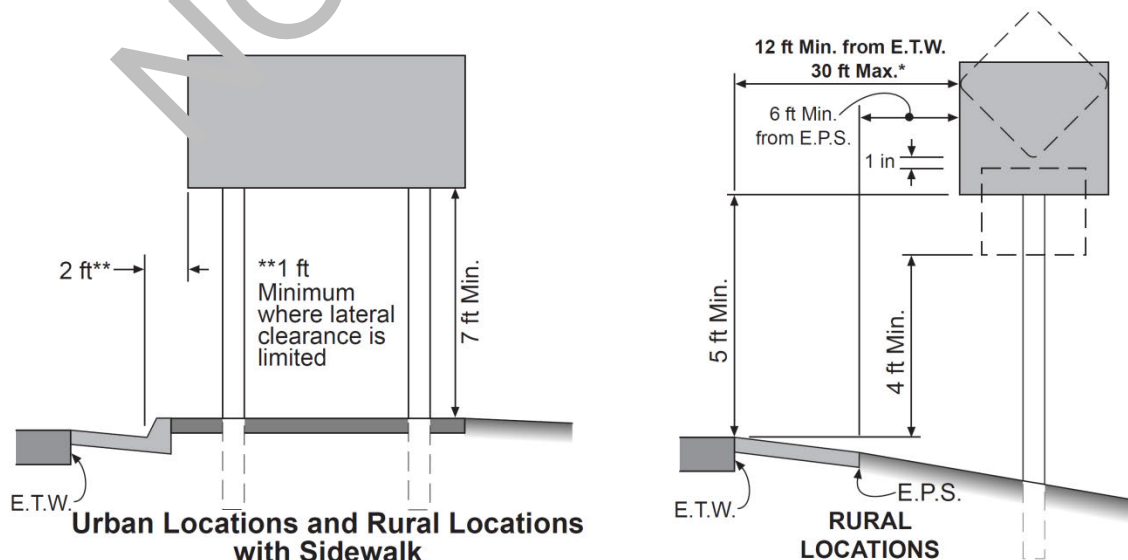 2 ft**
**1 ft
Minimum
where lateral
clearance is
limited
7 ft Min.
E.T.W.
Urban Locations and Rural Locations
with Sidewalk
12 ft Min. from E.T.W.
30 ft Max.*
6 ft Min.
from E.P.S.
1 in
5 ft Min.
4 ft Min.
E.T.W.
E.P.S.
RURAL
LOCATIONS